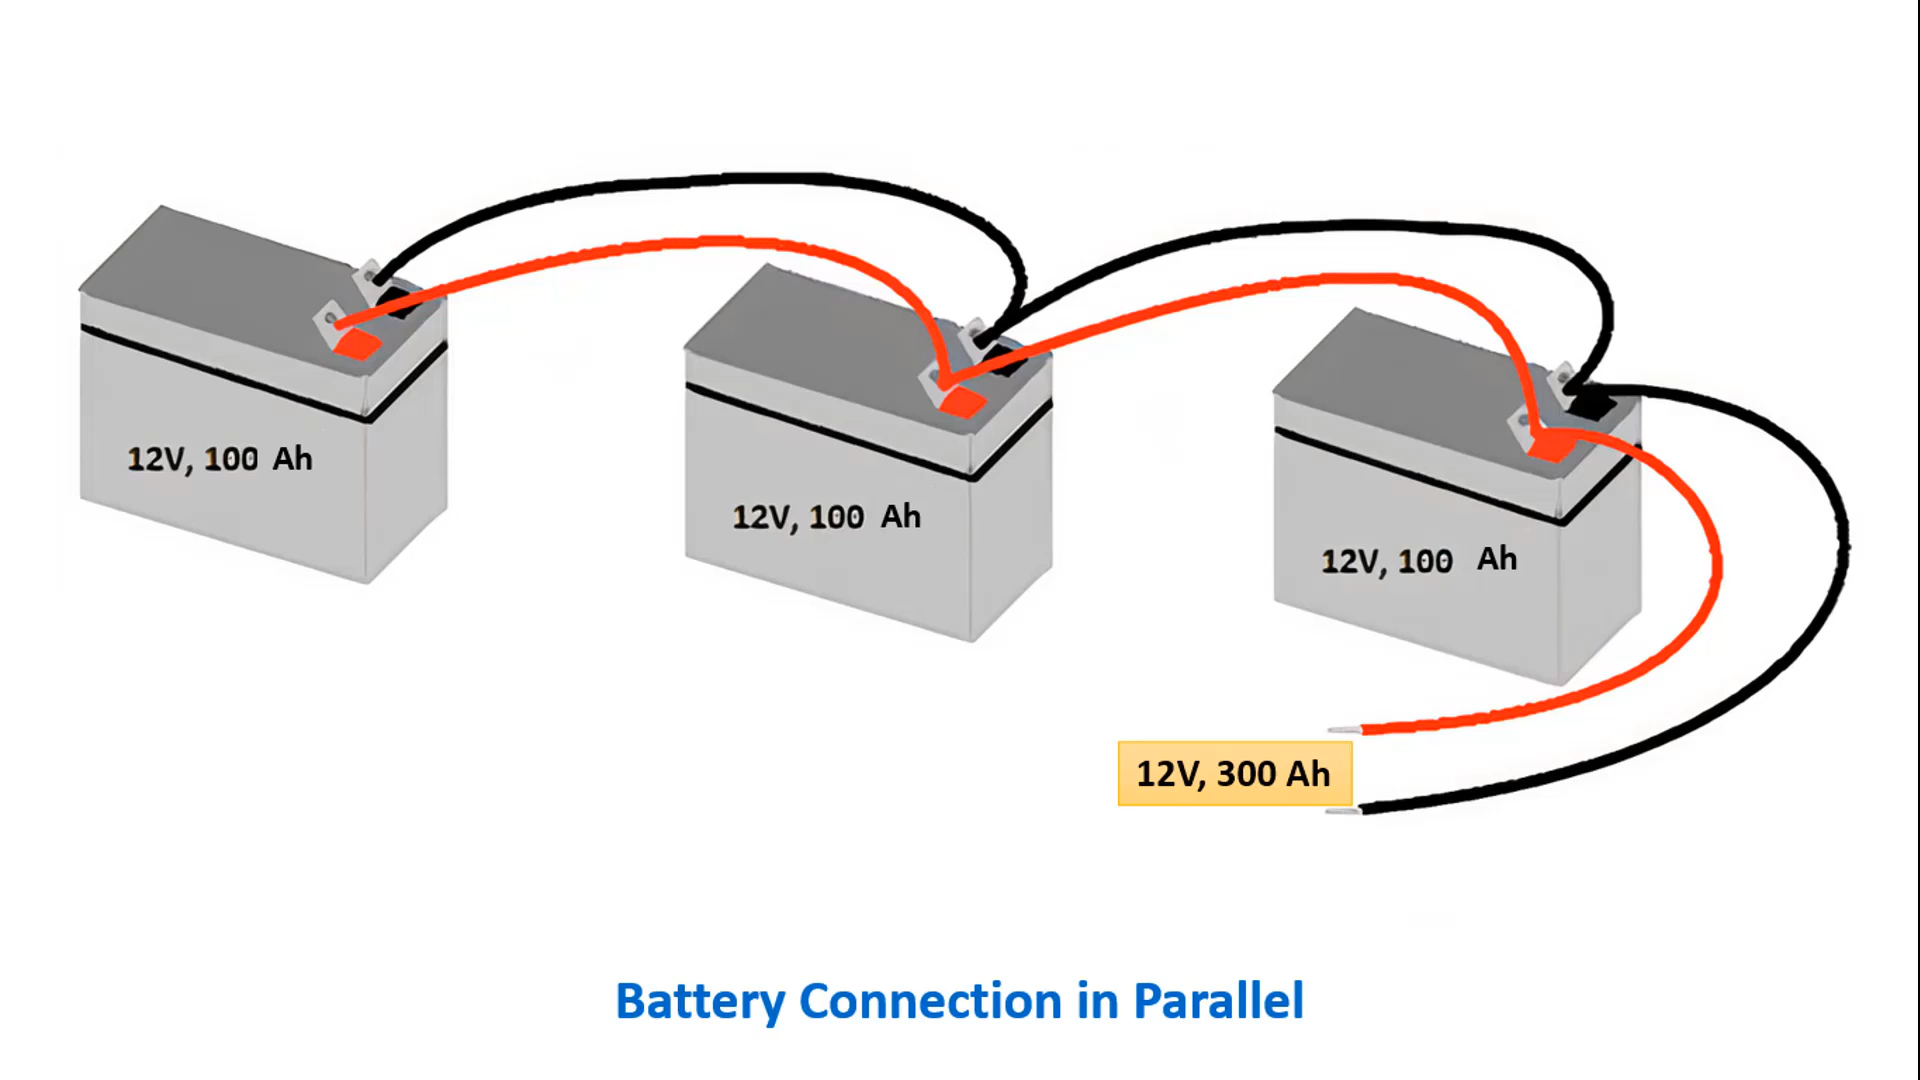 12V, 100 Ah
12V, 100 Ah
12V, 100 Ah
12V, 300 Ah
Battery Connection in Parallel